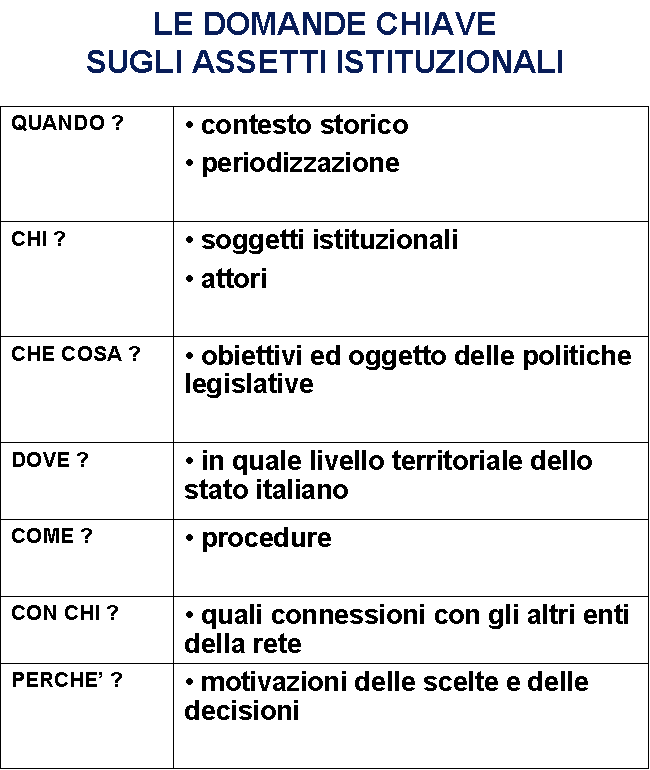 LE DOMANDE CHIAVE
SUGLI ASSETTI ISTITUZIONALI
QUANDO ?
• contesto storico
• periodizzazione
CHI ?
• soggetti istituzionali
• attori
CHE COSA ?
• obiettivi ed oggetto delle politiche
legislative
DOVE ?
• in quale livello territoriale dello
stato italiano
COME ?
• procedure
CON CHI ?
• quali connessioni con gli altri enti
della rete
PERCHE’ ?
• motivazioni delle scelte e delle
decisioni